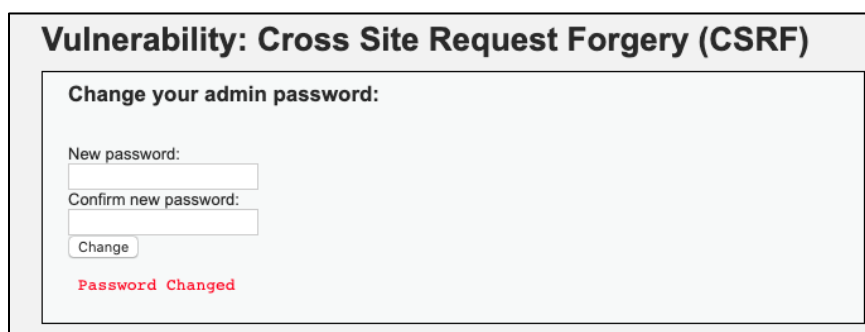 Vulnerability: Cross Site Request Forgery (CSRF)
Change your admin password:
New password:
Confirm new password:
Change
Password Changed